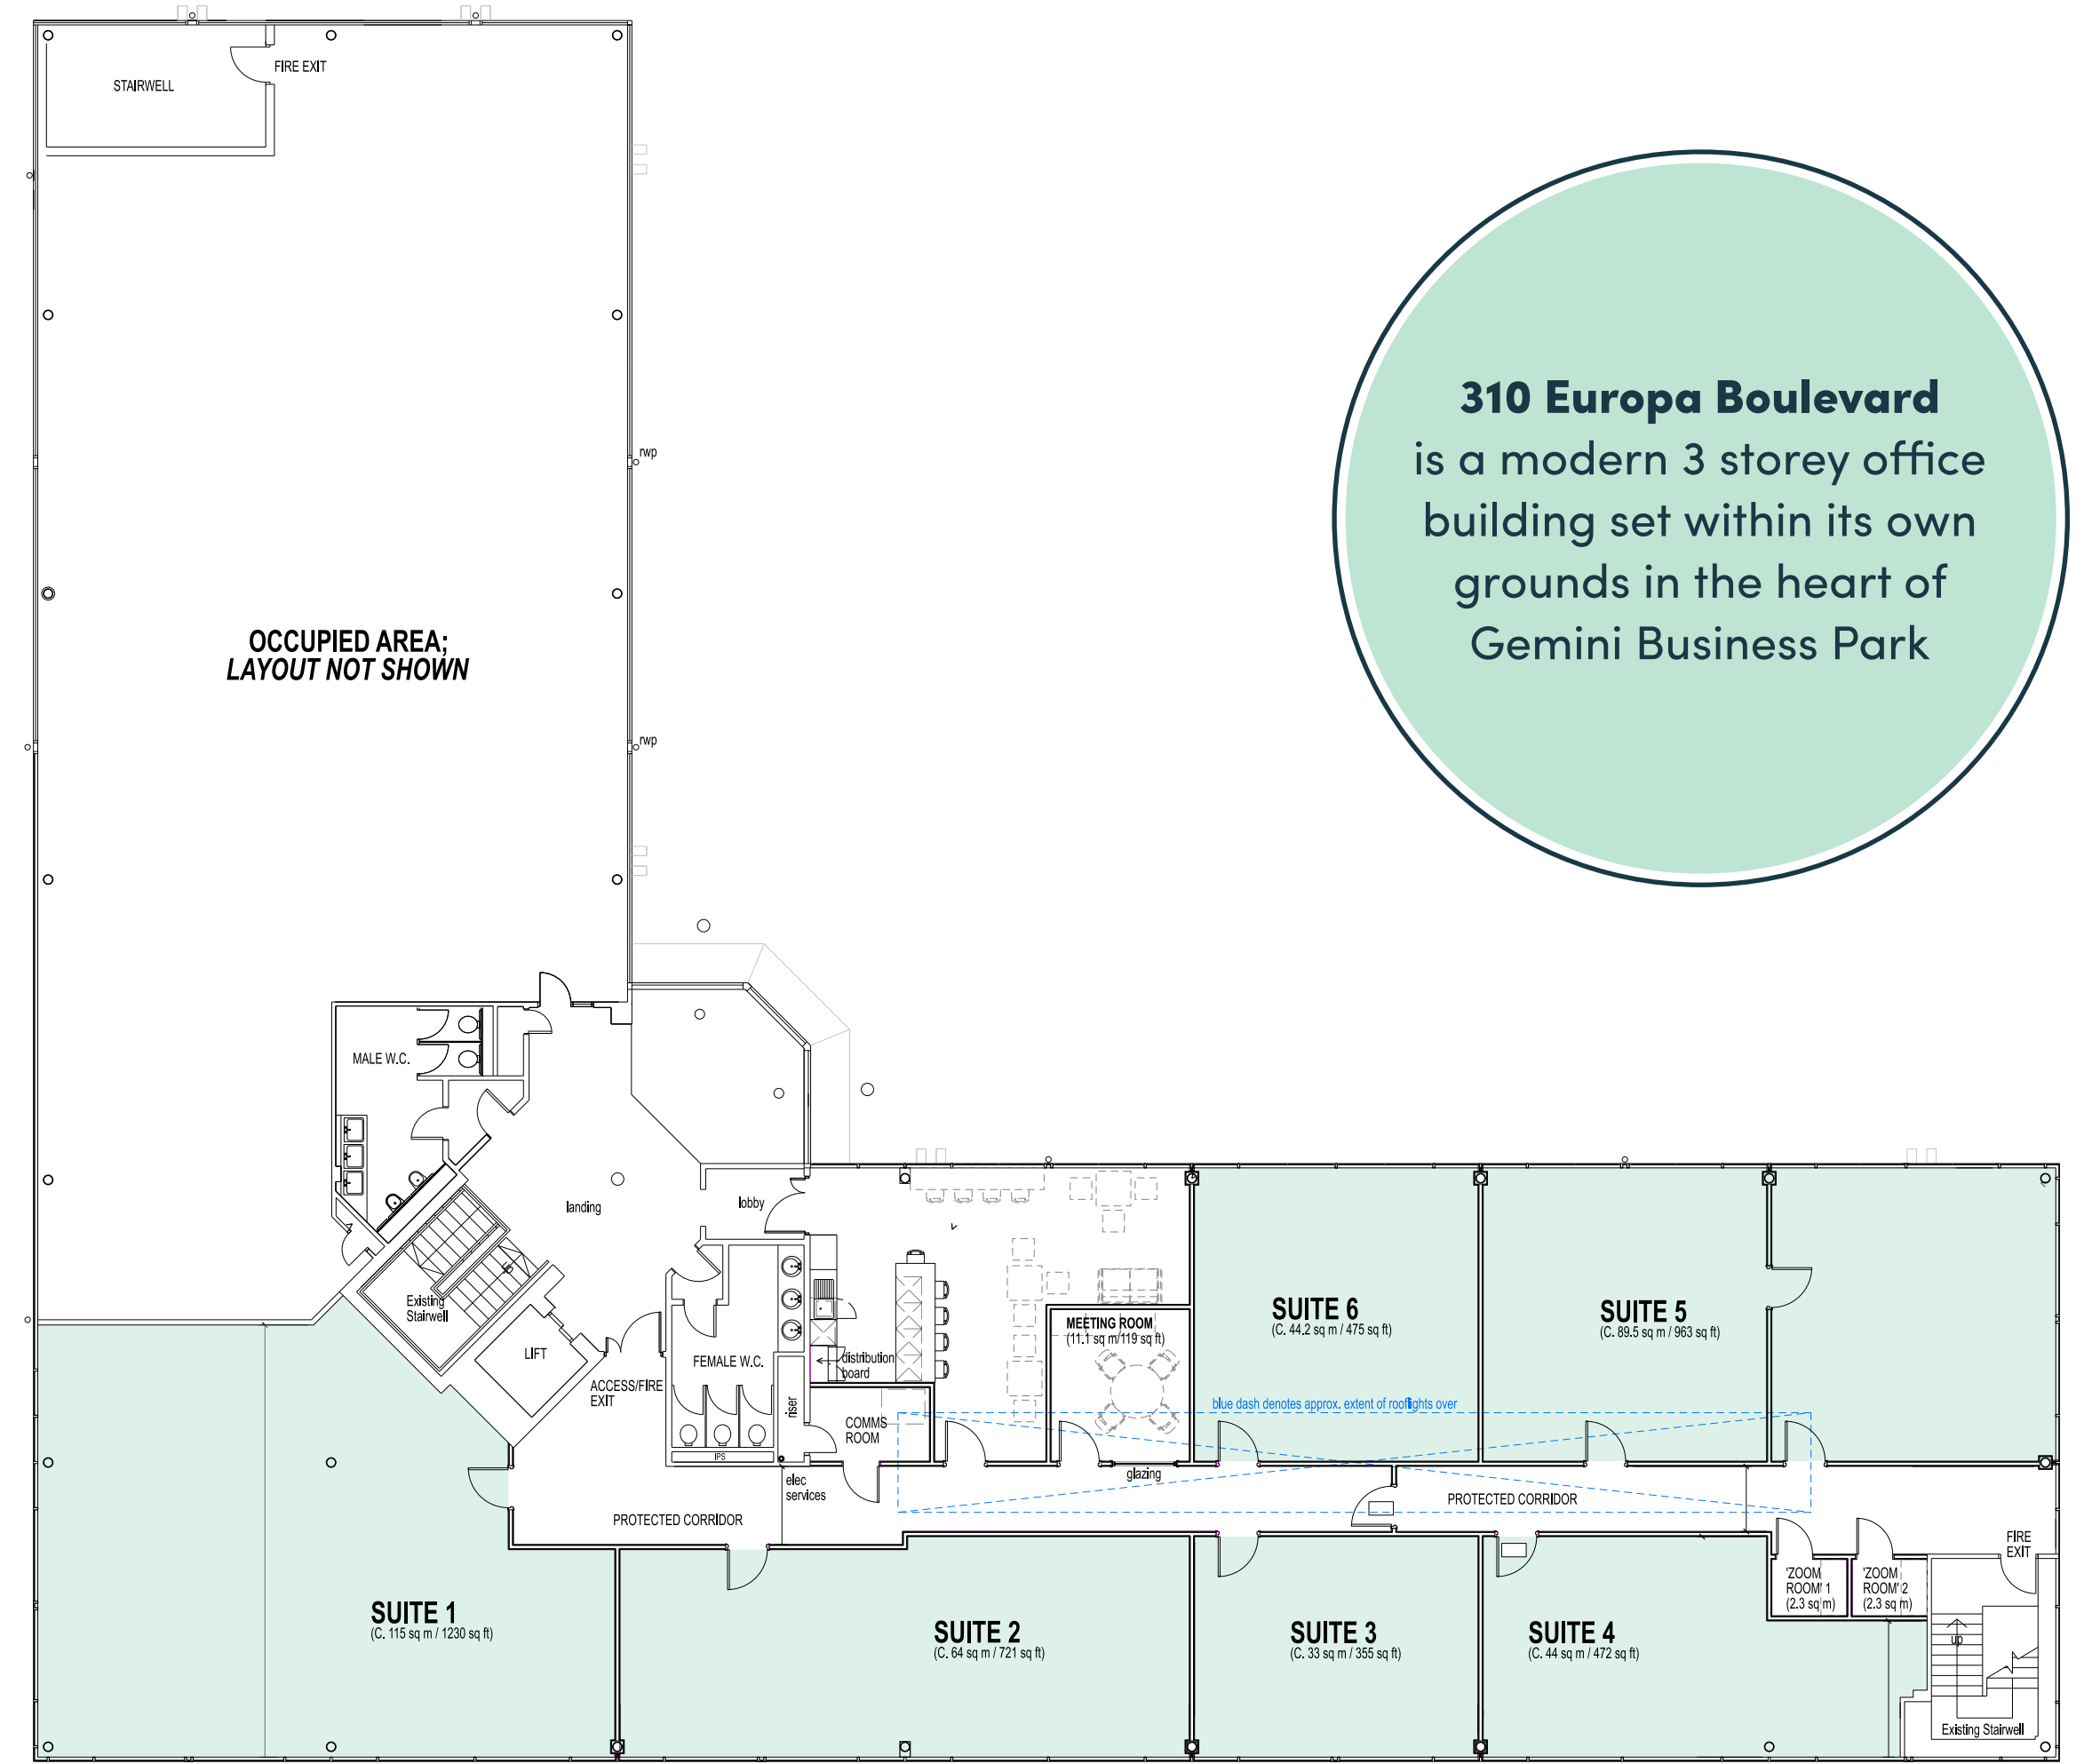 STAIRWELL
FIRE EXIT
310 Europa Boulevard
is a modern 3 storey office
building set within its own
grounds in the heart of
Gemini Business Park
rwp
OCCUPIED AREA;
LAYOUT NOT SHOWN
rwp
MALE W.C.
landing
lobby
up
Existing
Stairwell
LIFT
ACCESS/FIRE
EXIT
FEMALE W.C.
distribution
board
riser
COMMS
ROOM
IPS
elec
services
MEETING ROOM
(11.1 sq m/119 sq ft)
SUITE 6
(C. 44.2 sq m / 475 sq ft)
SUITE 5
(C. 89.5 sq m / 963 sq ft)
blue dash denotes approx. extent of rooflights over
glazing
PROTECTED CORRIDOR
PROTECTED CORRIDOR
FIRE
EXIT
'ZOOM
ROOM' 1
(2.3 sq m)
'ZOOM
ROOM' 2
(2.3 sq m)
SUITE 1
(C. 115 sq m / 1230 sq ft)
SUITE 2
(C. 64 sq m / 721 sq ft)
SUITE 3
(C. 33 sq m / 355 sq ft)
SUITE 4
(C. 44 sq m / 472 sq ft)
up
Existing Stairwell